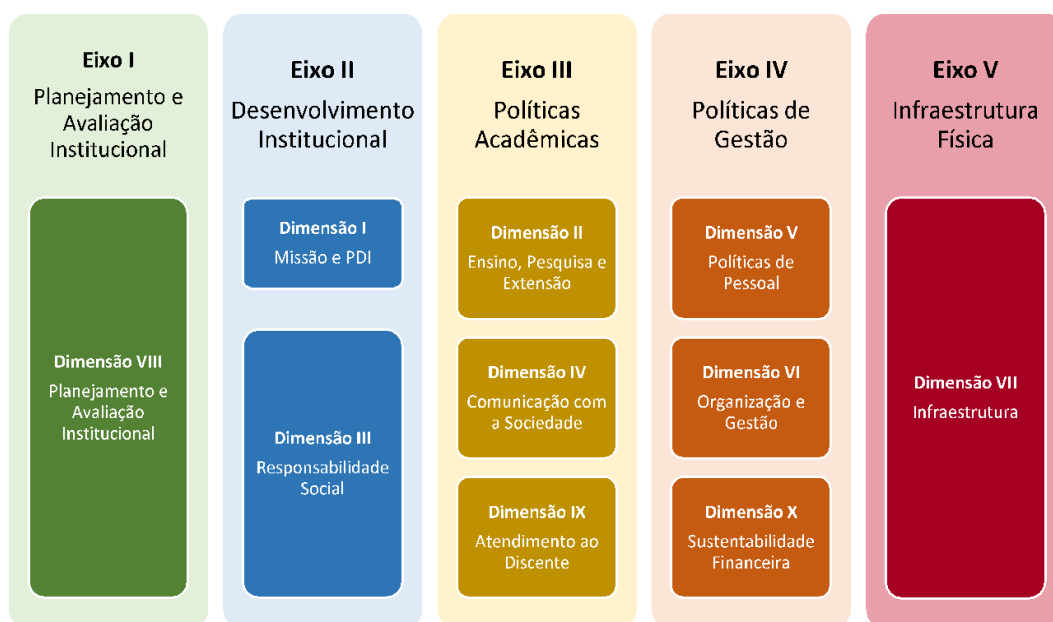 Eixo I
Planejamento e
Avaliação
Institucional
Dimensão VIII
Planejamento e
Avaliação
Institucional
Eixo II
Desenvolvimento
Institucional
Dimensão I
Missão e PDI
Dimensão III
Responsabilidade
Social
Eixo III
Políticas
Acadêmicas
Dimensão II
Ensino, Pesquisa e
Extensão
Dimensão IV
Comunicação com
a Sociedade
Dimensão IX
Atendimento ao
Discente
Eixo IV
Políticas de
Gestão
Dimensão V
Políticas de
Pessoal
Dimensão VI
Organização e
Gestão
Dimensão X
Sustentabilidade
Financeira
Eixo V
Infraestrutura
Física
Dimensão VII
Infraestrutura